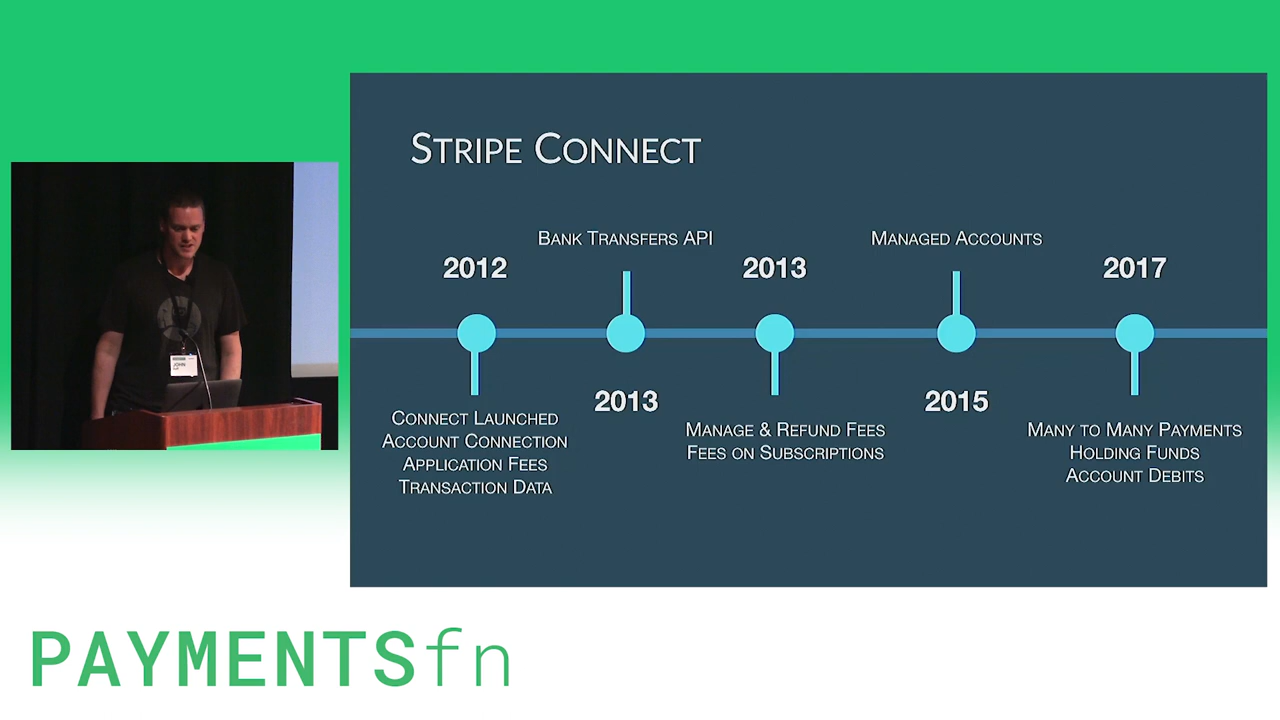 STRIPE CONNECT
BANK TRANSFERS API
MANAGED ACCOUNTS
2012
2013
2017
CONNECT LAUNCHED
ACCOUNT CONNECTION
APPLICATION FEES
TRANSACTION DATA
2013
MANAGE & REFUND FEES
FEES ON SUBSCRIPTIONS
2015
MANY TO MANY PAYMENTS
HOLDING FUNDS
ACCOUNT DEBITS
JOHN
PAYMENTSfn